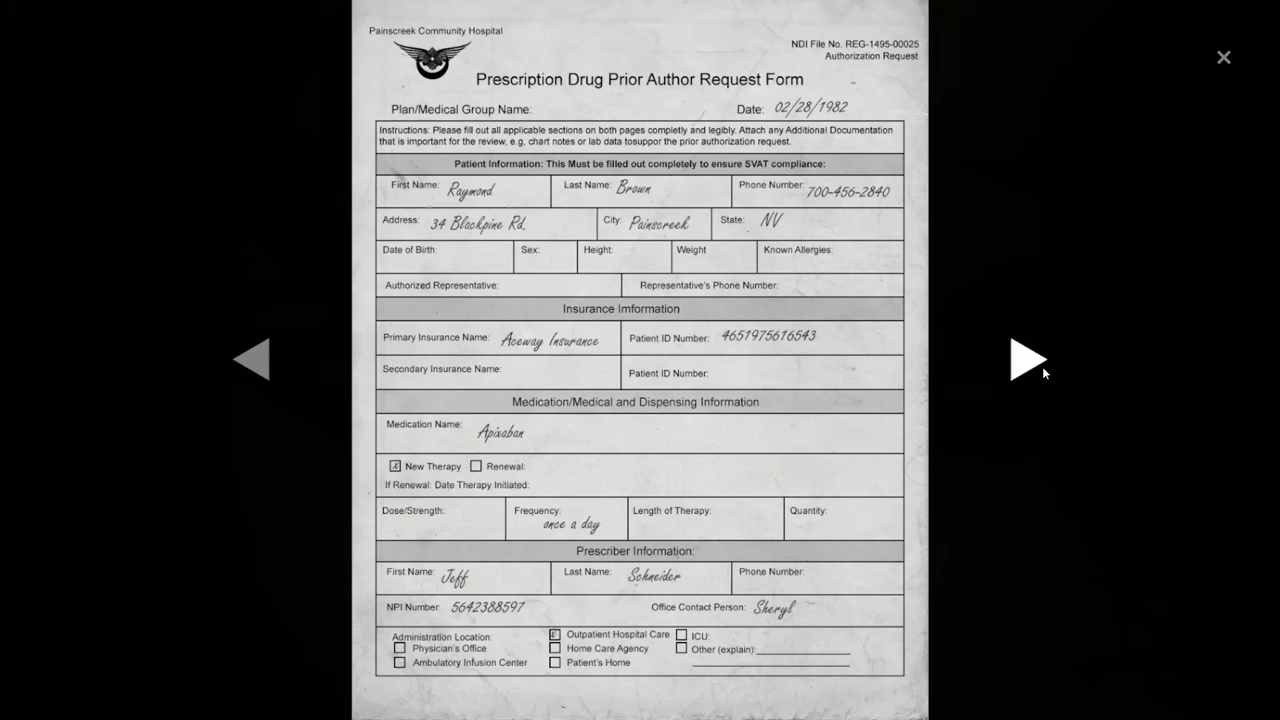 Painscreek Community Hospital
NDI File No. REG-1495-00025
Authorization Request
Prescription Drug Prior Author Request Form
Plan/Medical Group Name:
Date: 02/28/1982
Instructions: Please fill out all applicable sections on both pages completly and legibly. Attach any Additional Documentation
that is important for the review, e.g, chart notes or lab data tosuppor the prior authorization request.
Patient Information: This Must be filled out completely to ensure SVAT compliance:
First Name: Raymond Last Name: Brown Phone Number: 700-456-2840
Address: 34 Blackpine Rd. City: Painscreek State: NV
Date of Birth: Sex: Height: Weight Known Allergies:
Authorized Representative: Representative's Phone Number:
Insurance Imformation
Primary Insurance Name: Aceway Insurance Patient ID Number: 4651975616543
Secondary Insurance Name: Patient ID Number:
Medication/Medical and Dispensing Information
Medication Name: Apixaban
New Therapy Renewal:
If Renewal: Date Therapy Initiated:
Dose/Strength: Frequency: once a day Length of Therapy: Quantity:
Prescriber Information:
First Name: Jeff Last Name: Schneider Phone Number:
NPI Number: 5642388597 Office Contact Person: Sheryl
Administration Location: Outpatient Hospital Care ICU:
Physician's Office Home Care Agency Other (explain):
Ambulatory Infusion Center Patient's Home